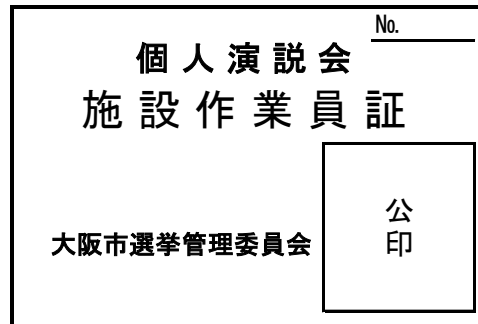 No.
個人演説会
施設作業員証
大阪市選挙管理委員会
公
印